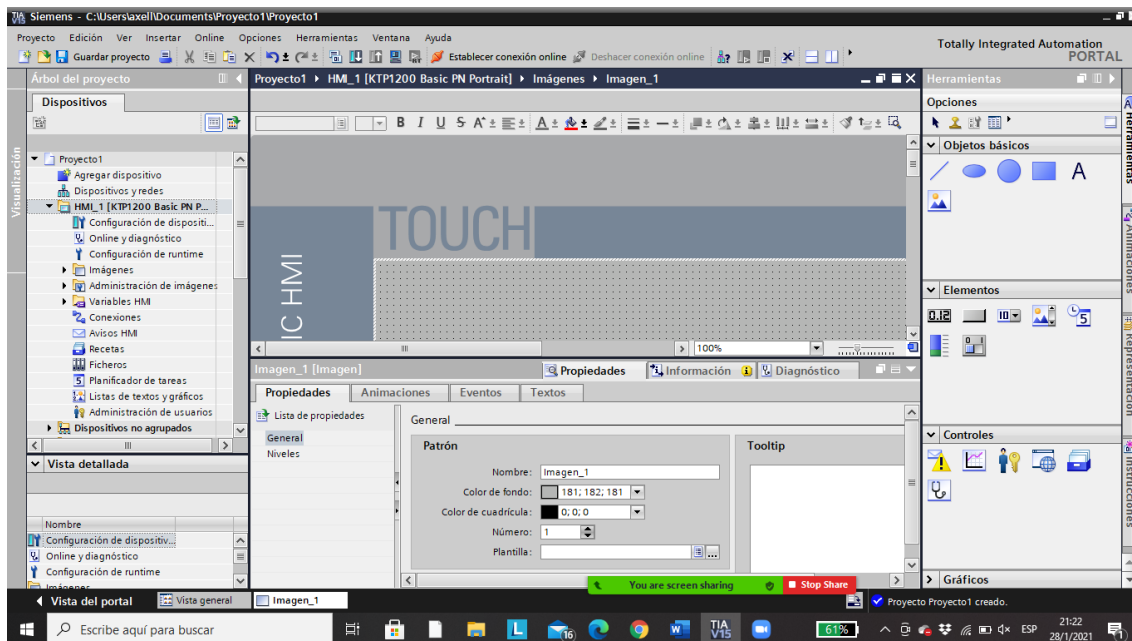 Siemens - C:\Users\axell\Documents\Proyecto1\Proyecto1
Proyecto Edición Ver Insertar Online Opciones Herramientas Ventana Ayuda
Guardar proyecto
Establecer conexión online
Deshacer conexión online
Totally Integrated Automation
PORTAL
Árbol del proyecto
Proyecto1 HMI_1 [KTP1200 Basic PN Portrait] Imágenes Imagen_1
Herramientas
Dispositivos
Opciones
Visualización
Proyecto1
Agregar dispositivo
Dispositivos y redes
HMI_1 [KTP1200 Basic PN P...
Configuración de dispositi...
Online y diagnóstico
Configuración de runtime
Imágenes
Administración de imágenes
Variables HMI
Conexiones
Avisos HMI
Recetas
Ficheros
Planificador de tareas
Listas de textos y gráficos
Administración de usuarios
Dispositivos no agrupados
Vista detallada
Nombre
Configuración de dispositiv...
Online y diagnóstico
Configuración de runtime
Imágenes
B I U S A
TOUCH
IC HMI
100%
Imagen_1 [Imagen]
Propiedades
Información
Diagnóstico
Propiedades Animaciones Eventos Textos
Lista de propiedades
General
Niveles
General
Patrón
Nombre: Imagen_1
Color de fondo: 181; 182; 181
Color de cuadrícula: 0; 0; 0
Número: 1
Plantilla:
Tooltip
Objetos básicos
A
Elementos
Controles
Gráficos
Herramientas
Animaciones
Representación
Instrucciones
You are screen sharing
Stop Share
Vista del portal
Vista general
Imagen_1
Proyecto Proyecto1 creado.
Escribe aquí para buscar
L
16
W
TIA
V15
61%
ESP
21:22
28/1/2021